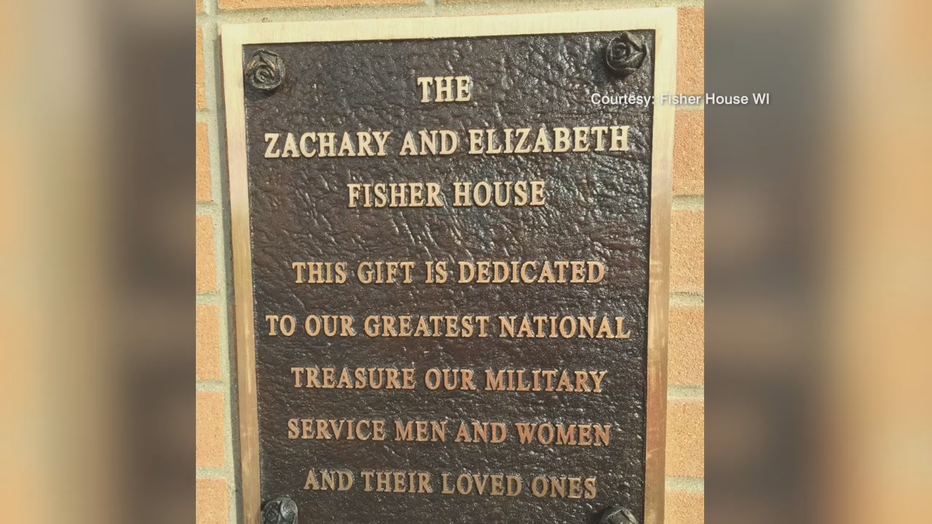 THE
ZACHARY AND ELIZABETH
FISHER HOUSE
THIS GIFT IS DEDICATED
TO OUR GREATEST NATIONAL
TREASURE OUR MILITARY
SERVICE MEN AND WOMEN
AND THEIR LOVED ONES
Courtesy: Fisher House WI